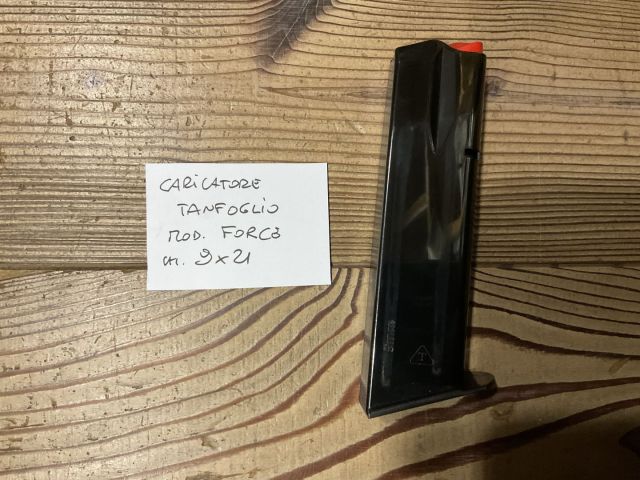 CARICATORE
TANFOGLIO
MOD. FORCE
CAL. 9x21
T